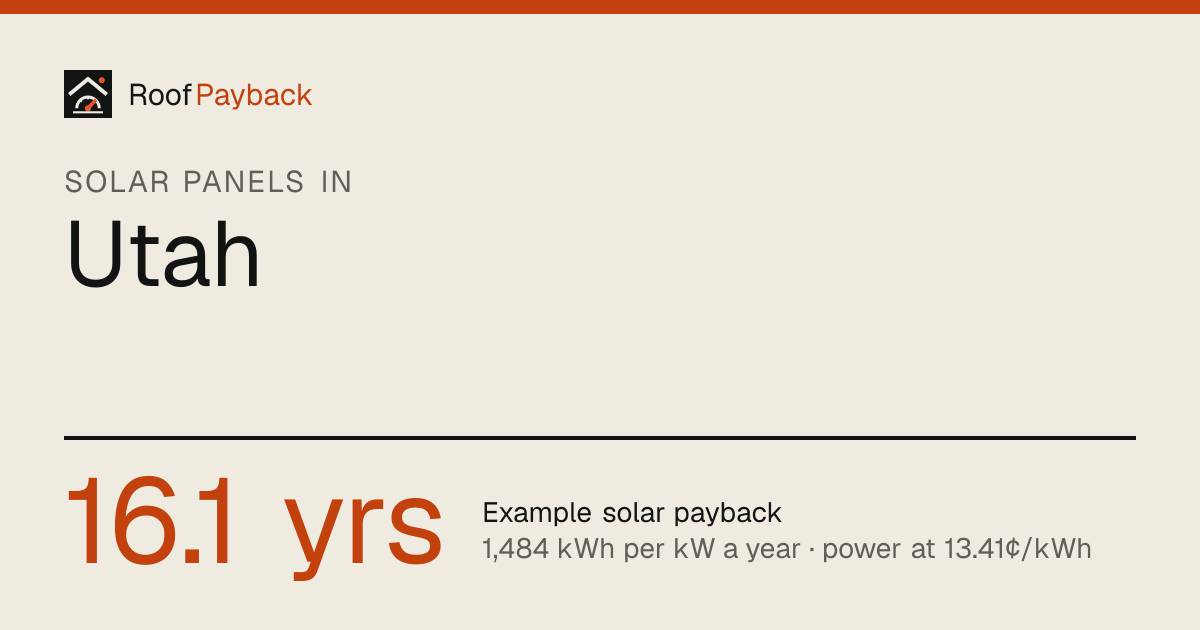 RoofPayback
SOLAR PANELS IN
Utah
16.1 yrs
Example solar payback
1,484 kWh per kW a year · power at 13.41¢/kWh